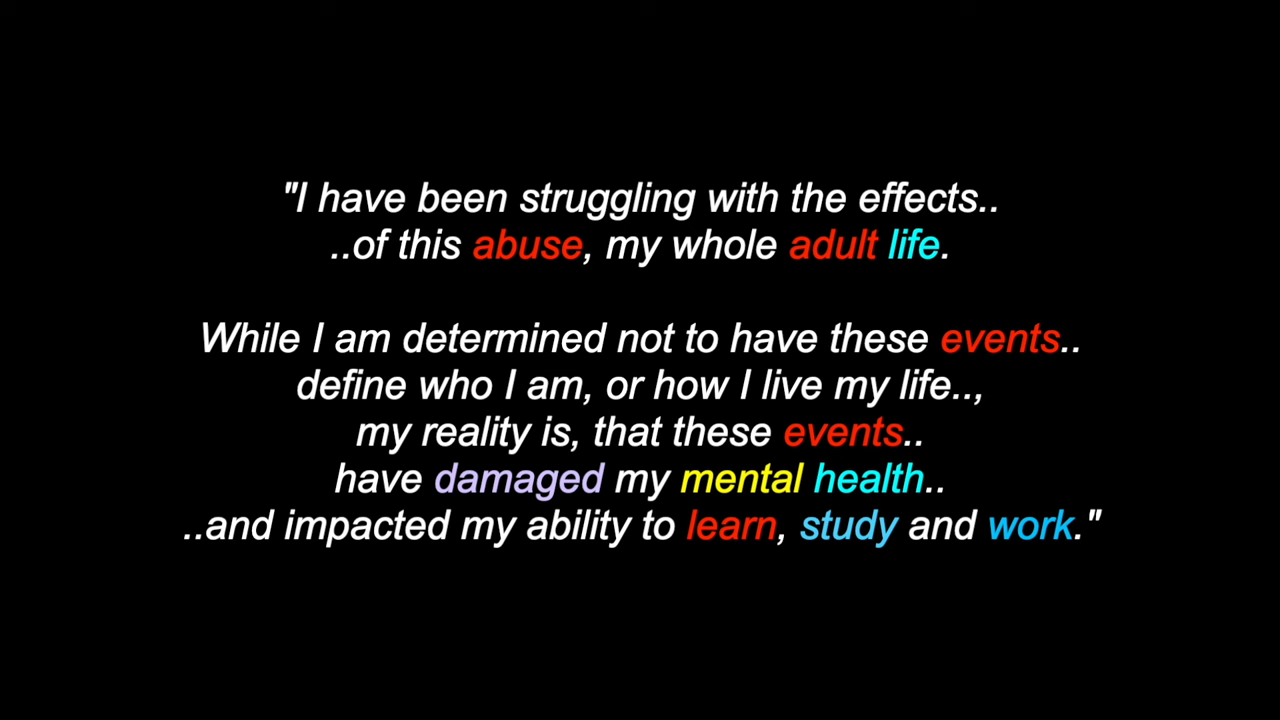 "I have been struggling with the effects..
..of this abuse, my whole adult life.
While I am determined not to have these events..
define who I am, or how I live my life..,
my reality is, that these events..
have damaged my mental health..
..and impacted my ability to learn, study and work."